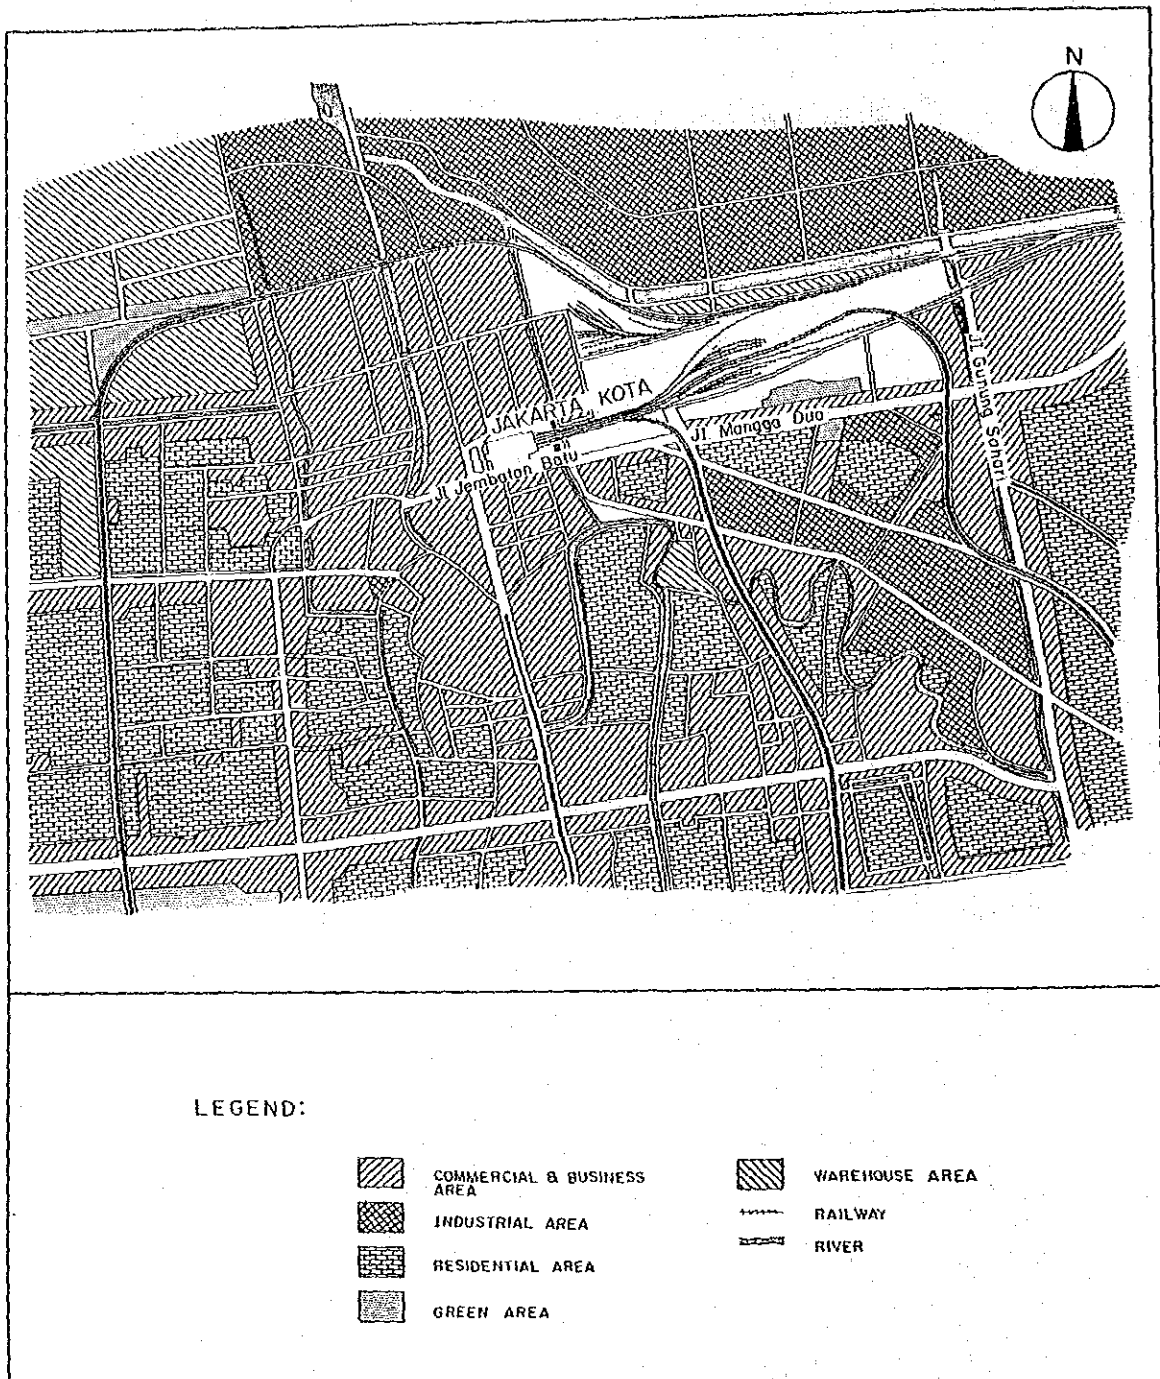 N
JAKARTA KOTA
Jl Mangga Dua
Jl Jembatan Batu
Jl Gunung Sahari
LEGEND:
COMMERCIAL & BUSINESS
AREA
INDUSTRIAL AREA
RESIDENTIAL AREA
GREEN AREA
WAREHOUSE AREA
RAILWAY
RIVER